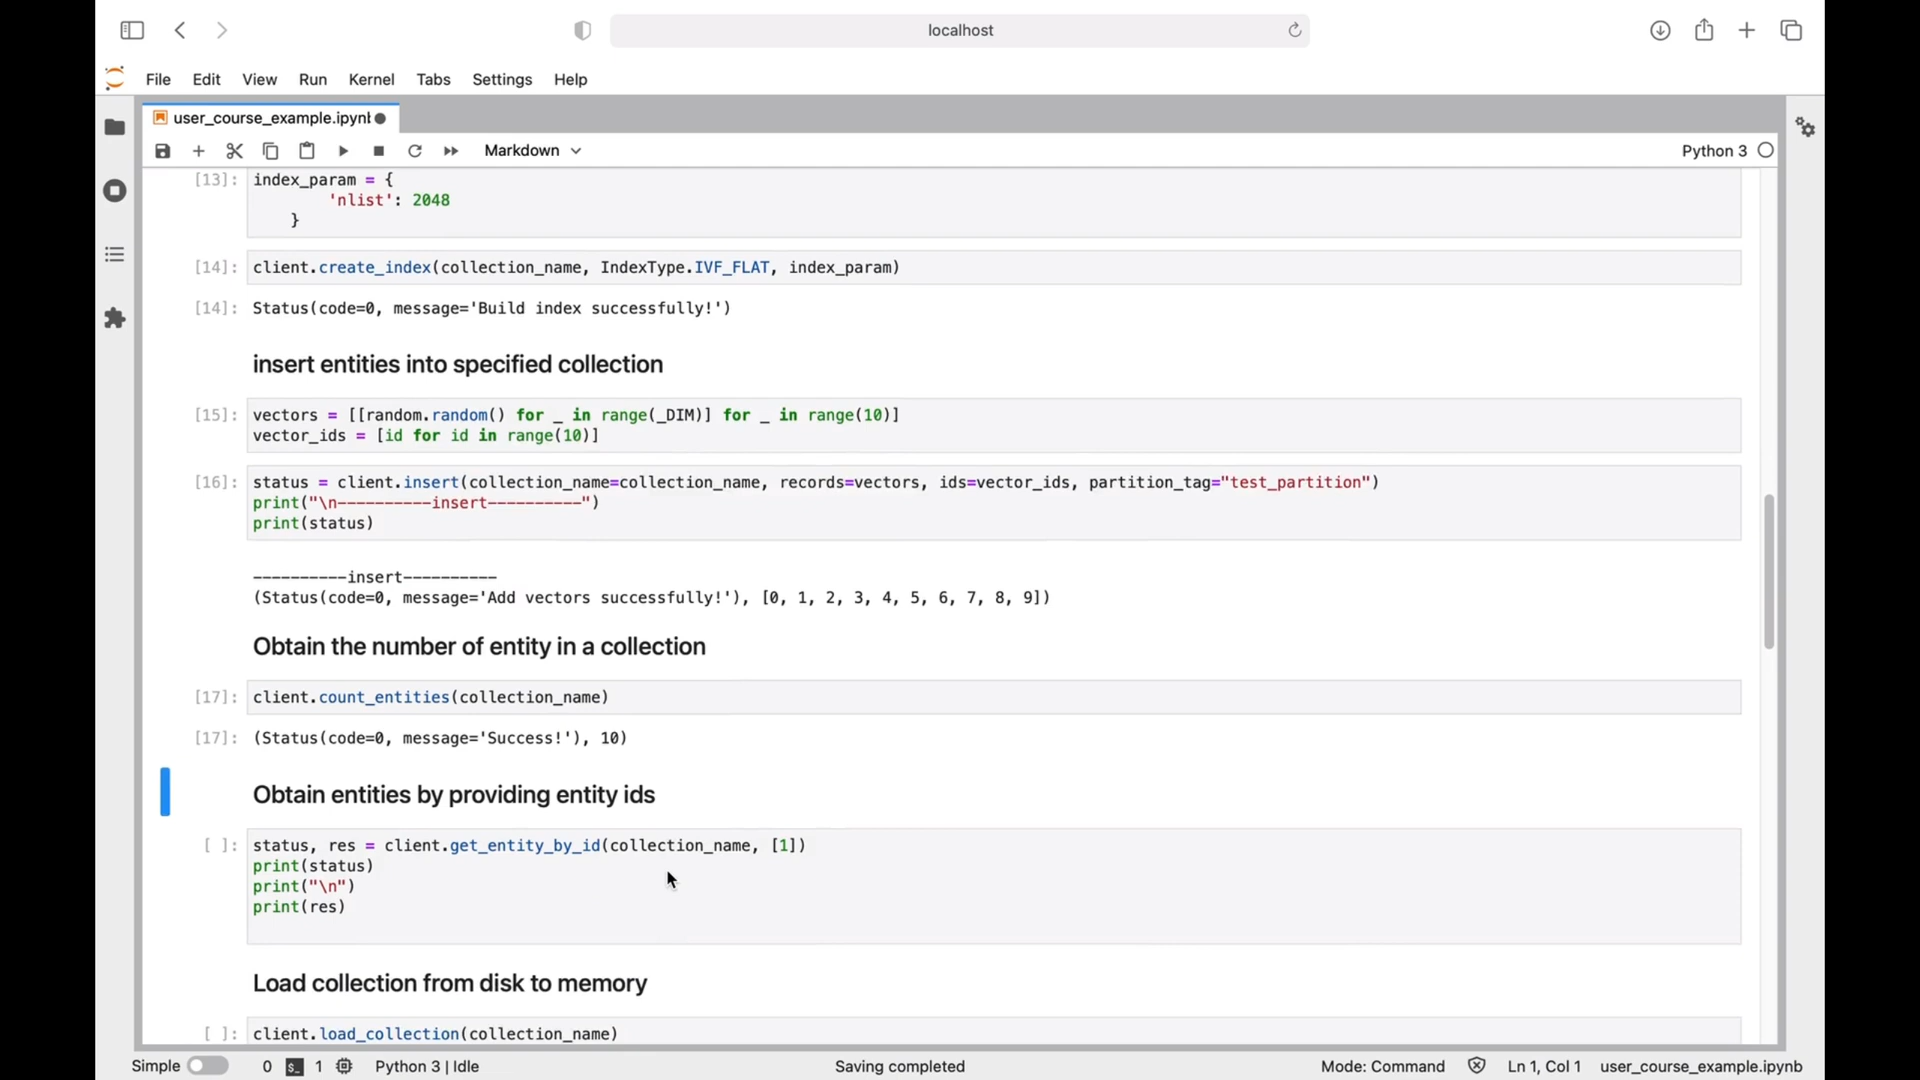 localhost
File Edit View Run Kernel Tabs Settings Help
user_course_example.ipynb
Markdown
Python 3
[13]: index_param = {
'nlist': 2048
}
[14]: client.create_index(collection_name, IndexType.IVF_FLAT, index_param)
[14]: Status(code=0, message='Build index successfully!')
insert entities into specified collection
[15]: vectors = [[random.random() for _ in range(_DIM)] for _ in range(10)]
vector_ids = [id for id in range(10)]
[16]: status = client.insert(collection_name=collection_name, records=vectors, ids=vector_ids, partition_tag="test_partition")
print("\n----------insert----------")
print(status)
----------insert----------
(Status(code=0, message='Add vectors successfully!'), [0, 1, 2, 3, 4, 5, 6, 7, 8, 9])
Obtain the number of entity in a collection
[17]: client.count_entities(collection_name)
[17]: (Status(code=0, message='Success!'), 10)
Obtain entities by providing entity ids
[ ]: status, res = client.get_entity_by_id(collection_name, [1])
print(status)
print("\n")
print(res)
Load collection from disk to memory
[ ]: client.load_collection(collection_name)
Simple 0 $_ 1 Python 3 | Idle Saving completed Mode: Command Ln 1, Col 1 user_course_example.ipynb